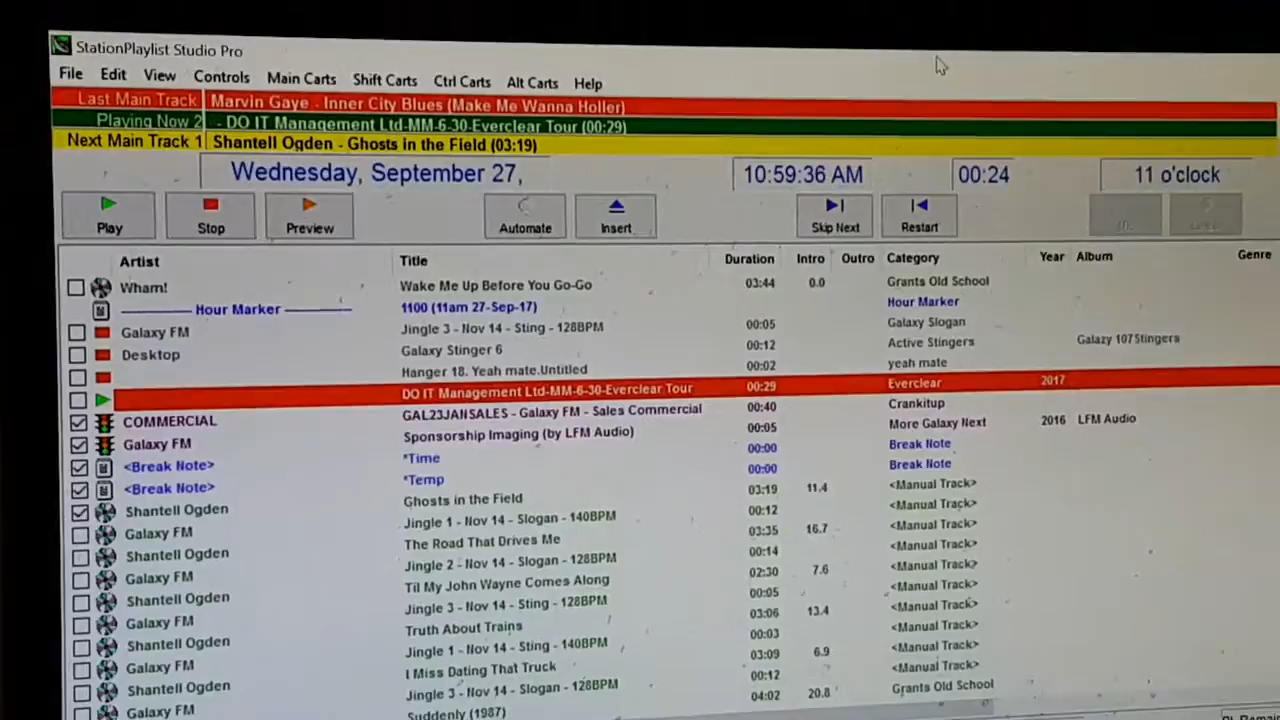 StationPlaylist Studio Pro
File Edit View Controls Main Carts Shift Carts Ctrl Carts Alt Carts Help
Last Main Track Marvin Gaye - Inner City Blues (Make Me Wanna Holler)
Playing Now 2 - DO IT Management Ltd-MM-6-30-Everclear Tour (00:29)
Next Main Track 1 Shantell Ogden - Ghosts in the Field (03:19)
Wednesday, September 27, 10:59:36 AM 00:24 11 o'clock
Play Stop Preview Automate Insert Skip Next Restart
Artist Title Duration Intro Outro Category Year Album Genre
Wham! Wake Me Up Before You Go-Go 03:44 0.0 Grants Old School
Hour Marker 1100 (11am 27-Sep-17) Hour Marker
Galaxy FM Jingle 3 - Nov 14 - Sting - 128BPM 00:05 Galaxy Slogan
Desktop Galaxy Stinger 6 00:12 Active Stingers Galazy 107Stingers
Hanger 18. Yeah mate.Untitled 00:02 yeah mate
DO IT Management Ltd-MM-6-30-Everclear Tour 00:29 Everclear 2017
COMMERCIAL GAL23JANSALES - Galaxy FM - Sales Commercial 00:40 Crankitup
Galaxy FM Sponsorship Imaging (by LFM Audio) 00:05 More Galaxy Next 2016 LFM Audio
<Break Note> *Time 00:00 Break Note
<Break Note> *Temp 00:00 Break Note
Shantell Ogden Ghosts in the Field 03:19 11.4 <Manual Track>
Galaxy FM Jingle 1 - Nov 14 - Slogan - 140BPM 00:12 <Manual Track>
Shantell Ogden The Road That Drives Me 03:35 16.7 <Manual Track>
Galaxy FM Jingle 2 - Nov 14 - Slogan - 128BPM 00:14 <Manual Track>
Shantell Ogden Til My John Wayne Comes Along 02:30 7.6 <Manual Track>
Galaxy FM Jingle 3 - Nov 14 - Sting - 128BPM 00:05 <Manual Track>
Shantell Ogden Truth About Trains 03:06 13.4 <Manual Track>
Galaxy FM Jingle 1 - Nov 14 - Sting - 140BPM 00:03 <Manual Track>
Shantell Ogden I Miss Dating That Truck 03:09 6.9 <Manual Track>
Galaxy FM Jingle 3 - Nov 14 - Slogan - 128BPM 00:12 <Manual Track>
Suddenly (1987) 04:02 20.8 Grants Old School